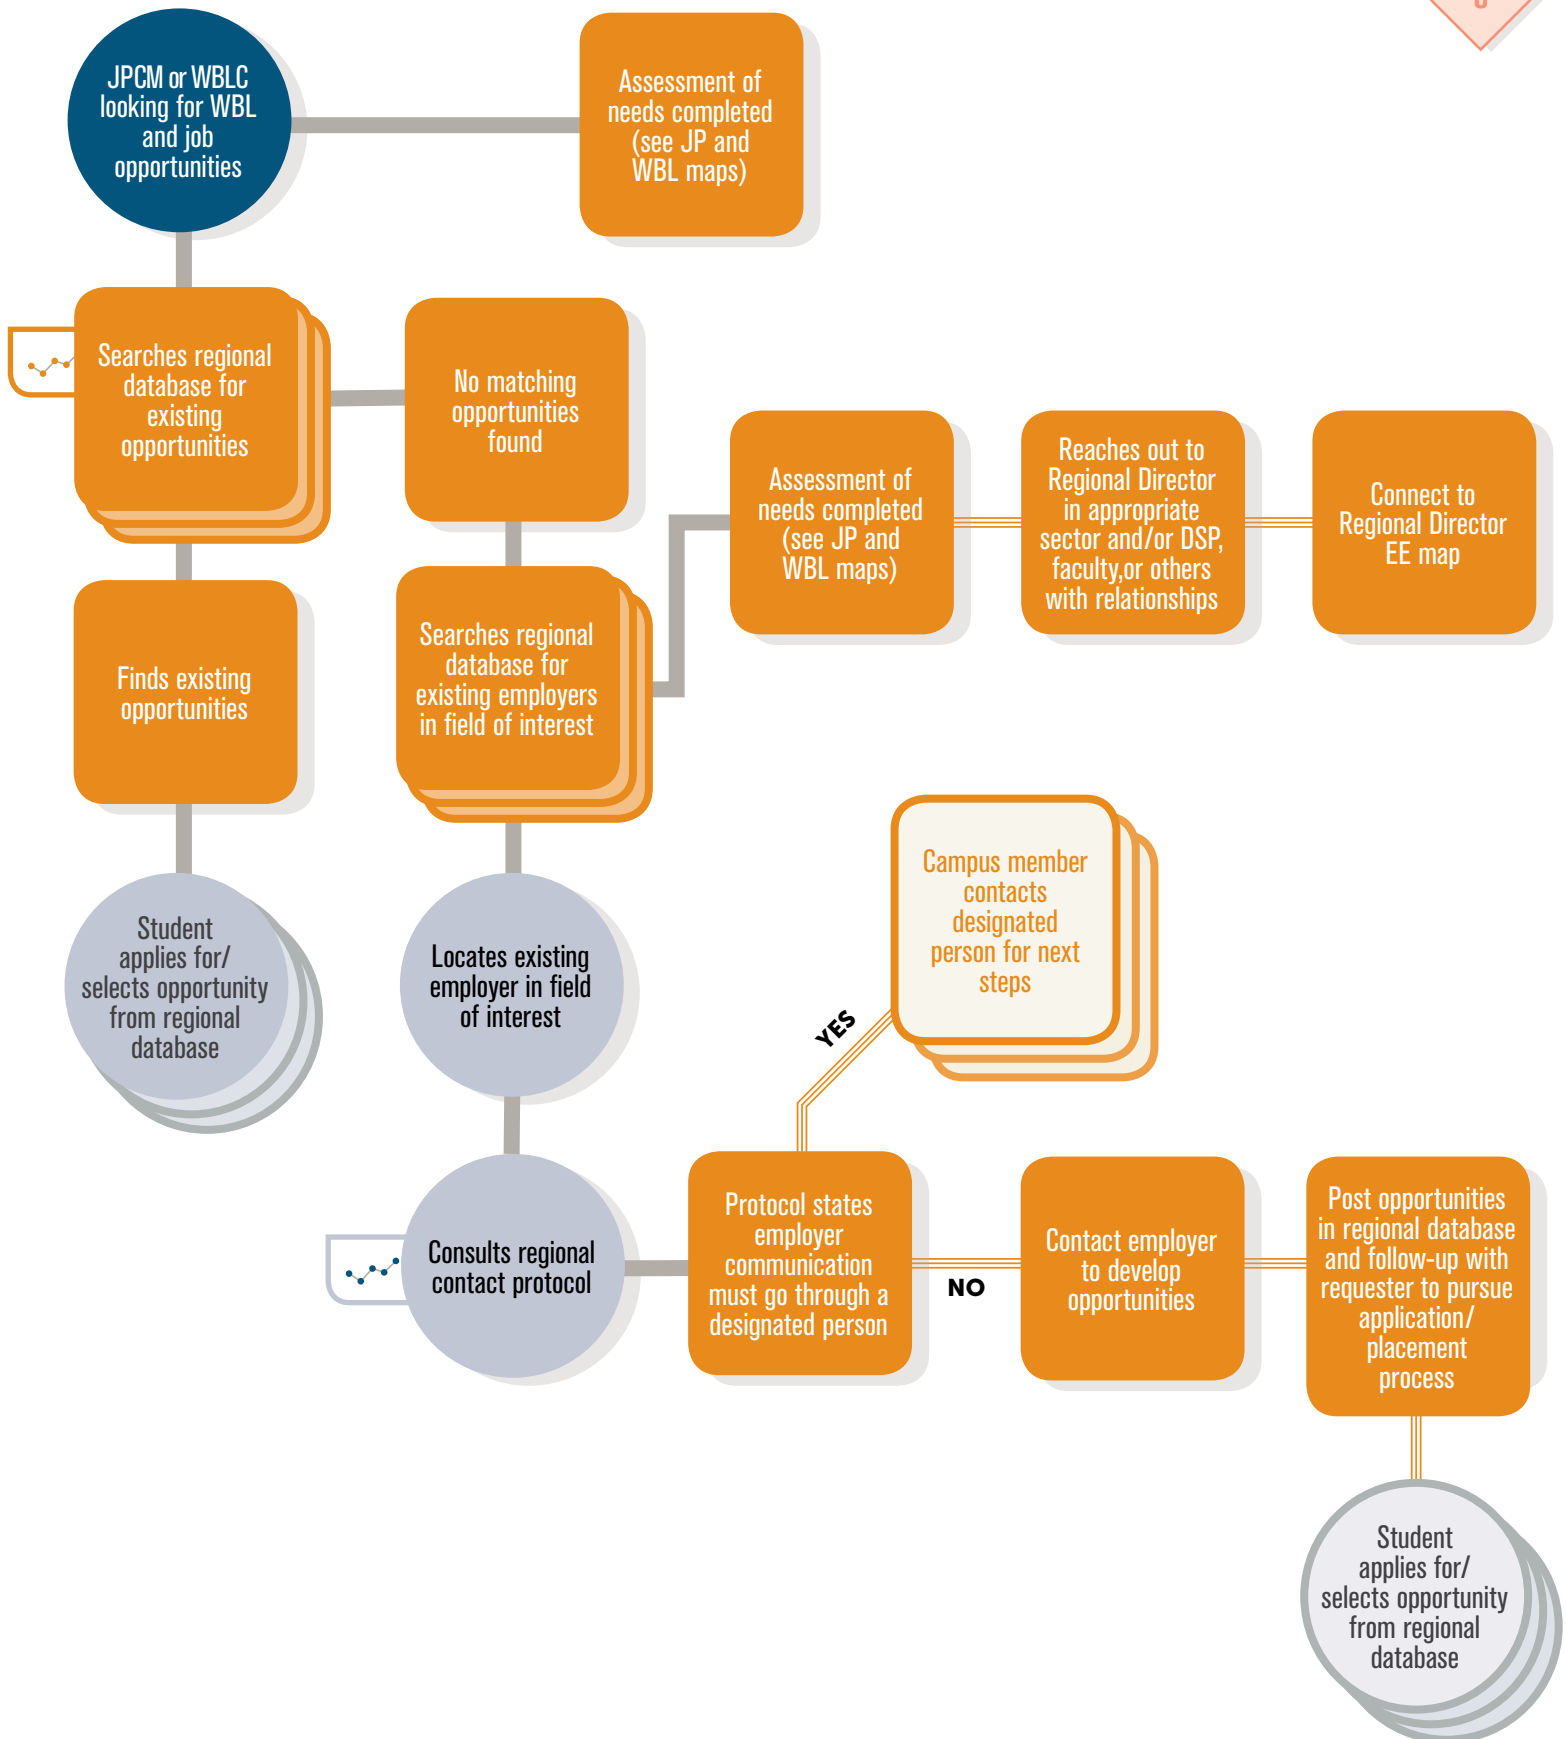 JPCM or WBLC
looking for WBL
and job
opportunities
Assessment of
needs completed
(see JP and
WBL maps)
Searches regional
database for
existing
opportunities
No matching
opportunities
found
Assessment of
needs completed
(see JP and
WBL maps)
Reaches out to
Regional Director
in appropriate
sector and/or DSP,
faculty,or others
with relationships
Connect to
Regional Director
EE map
Finds existing
opportunities
Searches regional
database for
existing employers
in field of interest
Student
applies for/
selects opportunity
from regional
database
Locates existing
employer in field
of interest
Campus member
contacts
designated
person for next
steps
YES
Consults regional
contact protocol
Protocol states
employer
communication
must go through a
designated person
NO
Contact employer
to develop
opportunities
Post opportunities
in regional database
and follow-up with
requester to pursue
application/
placement
process
Student
applies for/
selects opportunity
from regional
database